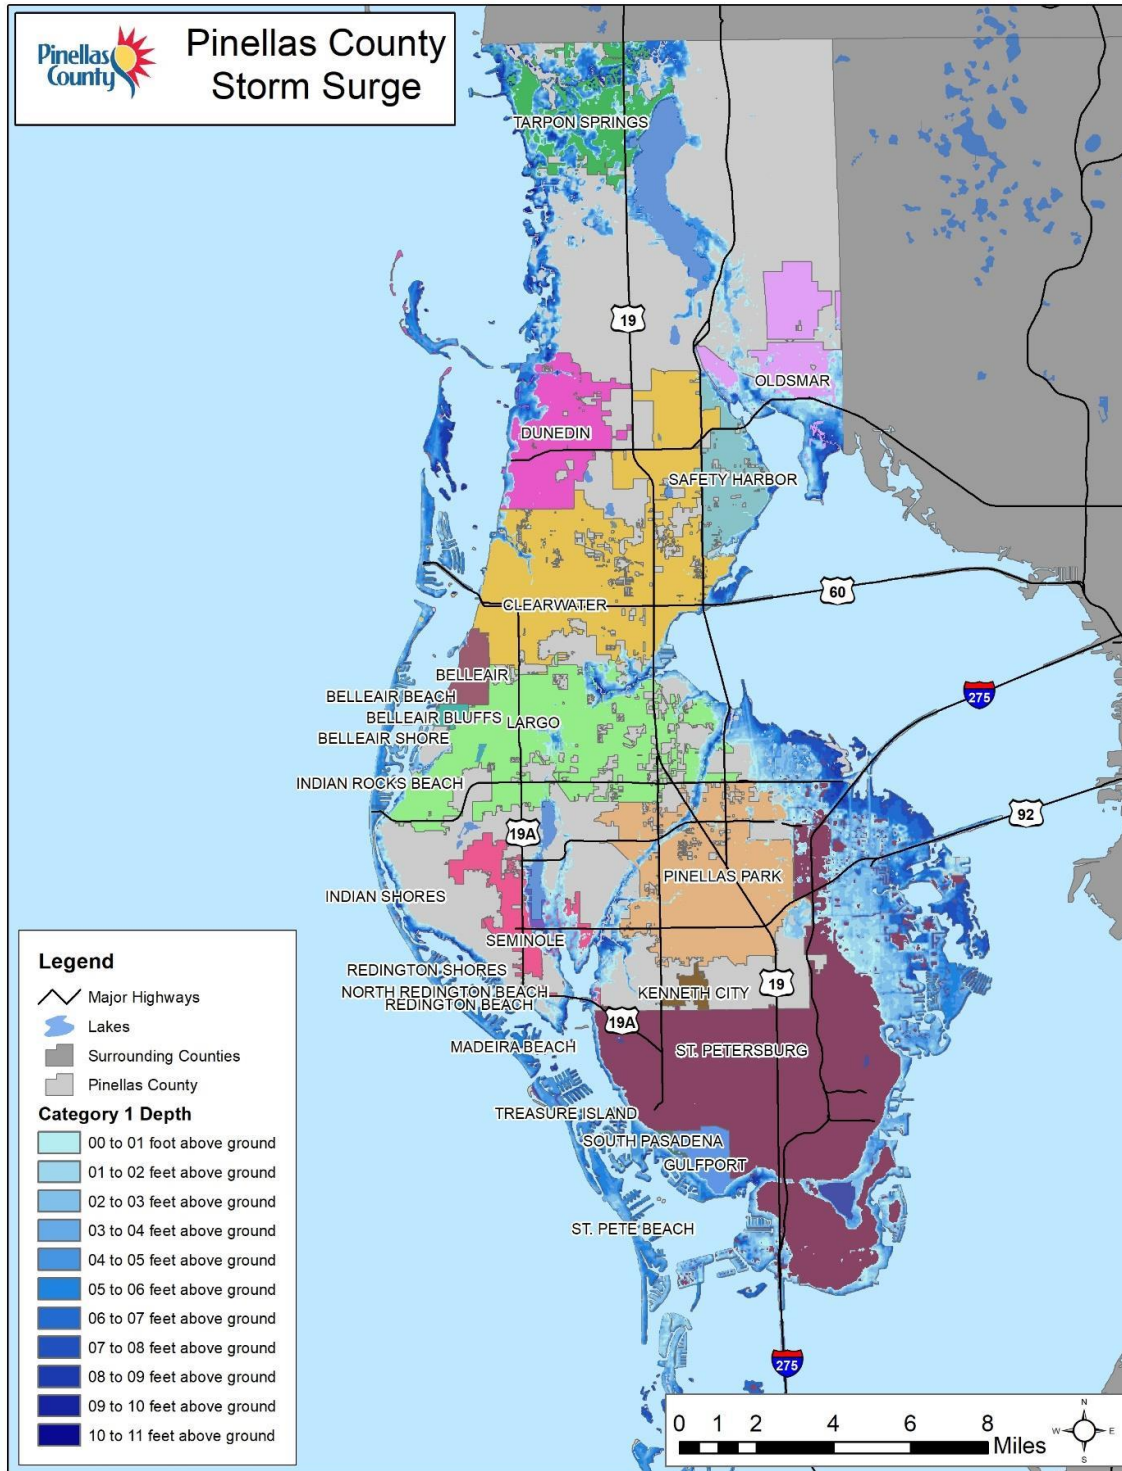 Pinellas
County
Pinellas County
Storm Surge
TARPON SPRINGS
19
OLDSMAR
DUNEDIN
SAFETY HARBOR
60
CLEARWATER
BELLEAIR
BELLEAIR BEACH
275
BELLEAIR BLUFFS
LARGO
BELLEAIR SHORE
INDIAN ROCKS BEACH
92
19A
PINELLAS PARK
INDIAN SHORES
SEMINOLE
REDINGTON SHORES
19
NORTH REDINGTON BEACH
KENNETH CITY
REDINGTON BEACH
19A
MADEIRA BEACH
ST. PETERSBURG
TREASURE ISLAND
SOUTH PASADENA
GULFPORT
ST. PETE BEACH
275
Legend
Major Highways
Lakes
Surrounding Counties
Pinellas County
Category 1 Depth
00 to 01 foot above ground
01 to 02 feet above ground
02 to 03 feet above ground
03 to 04 feet above ground
04 to 05 feet above ground
05 to 06 feet above ground
06 to 07 feet above ground
07 to 08 feet above ground
08 to 09 feet above ground
09 to 10 feet above ground
10 to 11 feet above ground
0 1 2 4 6 8
Miles
N
W E
S